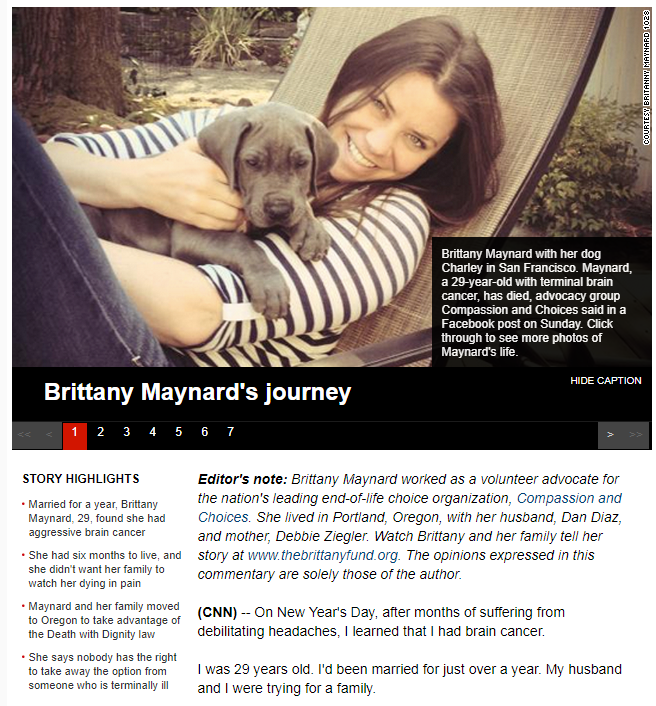 COURTESY BRITANNY MAYNARD 1028
Brittany Maynard with her dog
Charley in San Francisco. Maynard,
a 29-year-old with terminal brain
cancer, has died, advocacy group
Compassion and Choices said in a
Facebook post on Sunday. Click
through to see more photos of
Maynard's life.
HIDE CAPTION
Brittany Maynard's journey
<< < 1 2 3 4 5 6 7 > >>
STORY HIGHLIGHTS
• Married for a year, Brittany
Maynard, 29, found she had
aggressive brain cancer
• She had six months to live, and
she didn't want her family to
watch her dying in pain
• Maynard and her family moved
to Oregon to take advantage of
the Death with Dignity law
• She says nobody has the right
to take away the option from
someone who is terminally ill
Editor's note: Brittany Maynard worked as a volunteer advocate for
the nation's leading end-of-life choice organization, Compassion and
Choices. She lived in Portland, Oregon, with her husband, Dan Diaz,
and mother, Debbie Ziegler. Watch Brittany and her family tell her
story at www.thebrittanyfund.org. The opinions expressed in this
commentary are solely those of the author.
(CNN) -- On New Year's Day, after months of suffering from
debilitating headaches, I learned that I had brain cancer.
I was 29 years old. I'd been married for just over a year. My husband
and I were trying for a family.